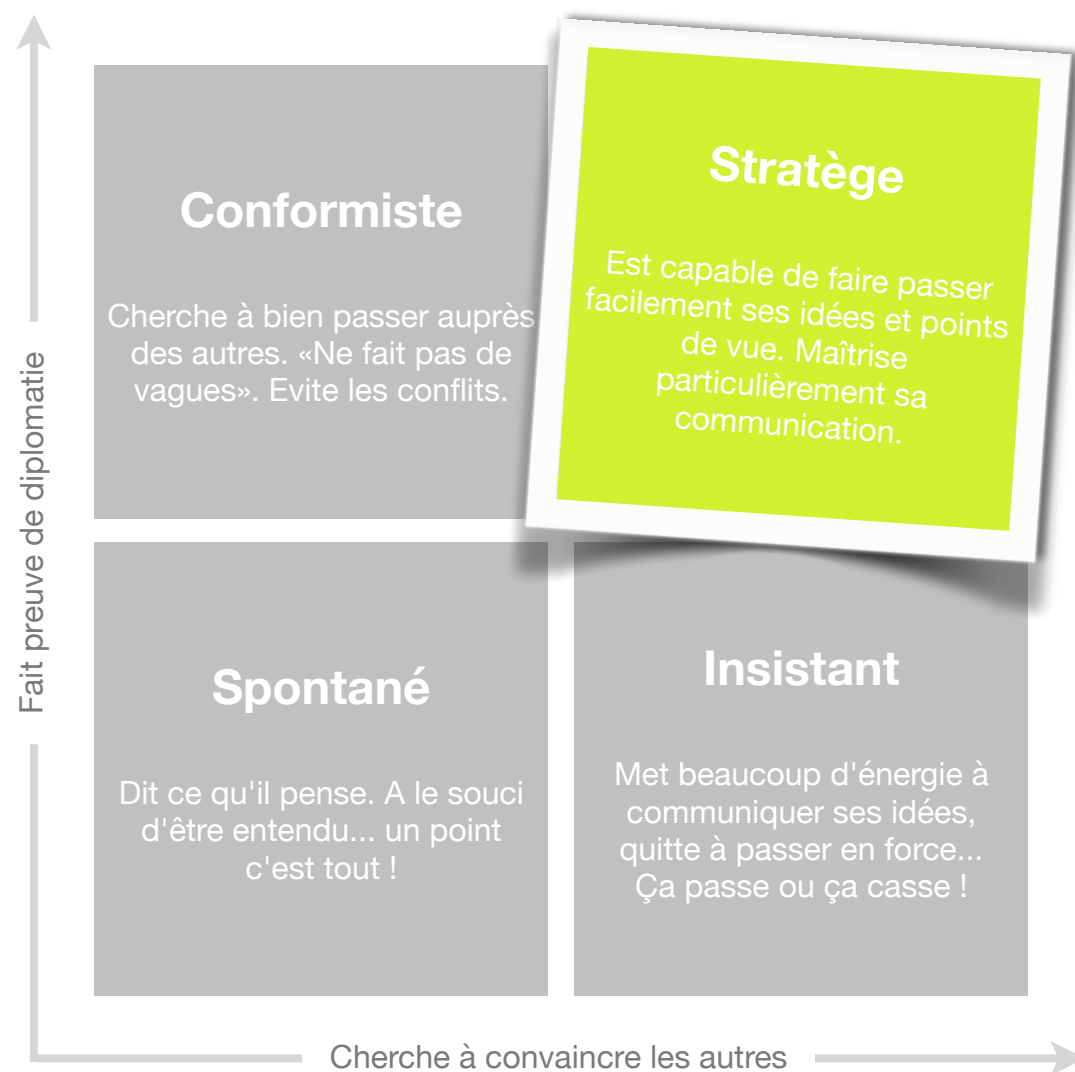 Conformiste
Cherche à bien passer auprès
des autres. «Ne fait pas de
vagues». Evite les conflits.
Stratège
Est capable de faire passer
facilement ses idées et points
de vue. Maîtrise
particulièrement sa
communication.
Fait preuve de diplomatie
Spontané
Dit ce qu'il pense. A le souci
d'être entendu... un point
c'est tout !
Insistant
Met beaucoup d'énergie à
communiquer ses idées,
quitte à passer en force...
Ça passe ou ça casse !
Cherche à convaincre les autres